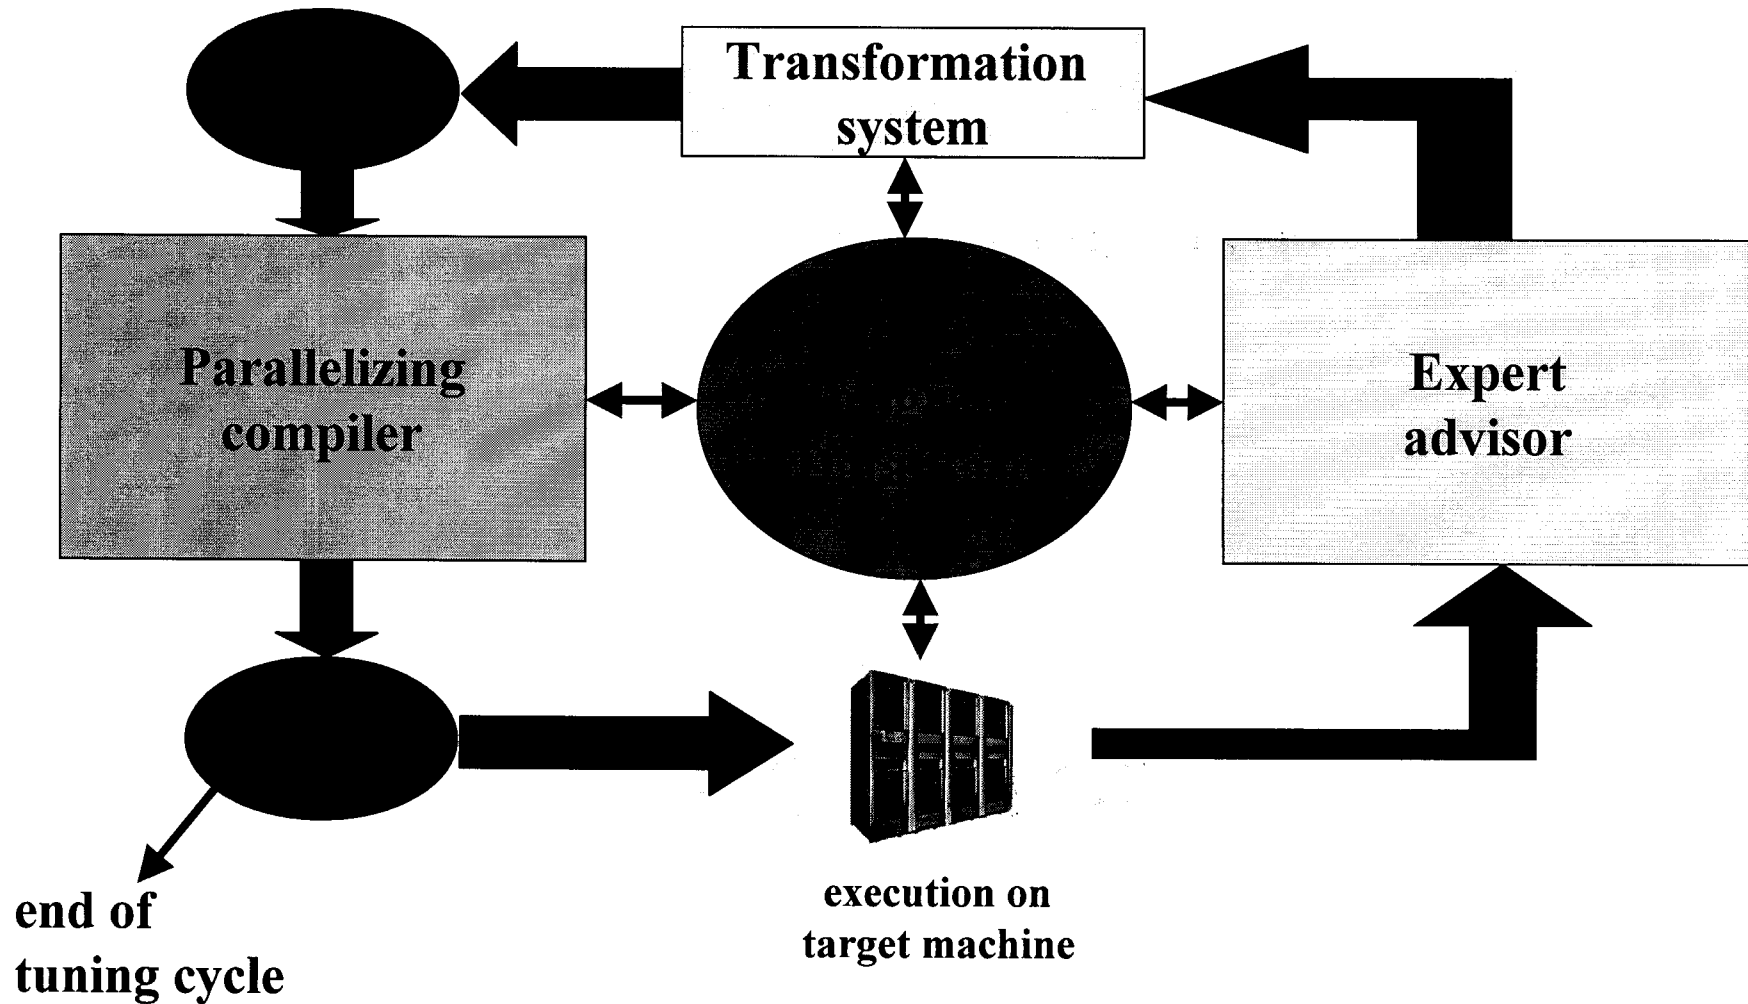 Transformation
system
Parallelizing
compiler
Expert
advisor
execution on
target machine
end of
tuning cycle